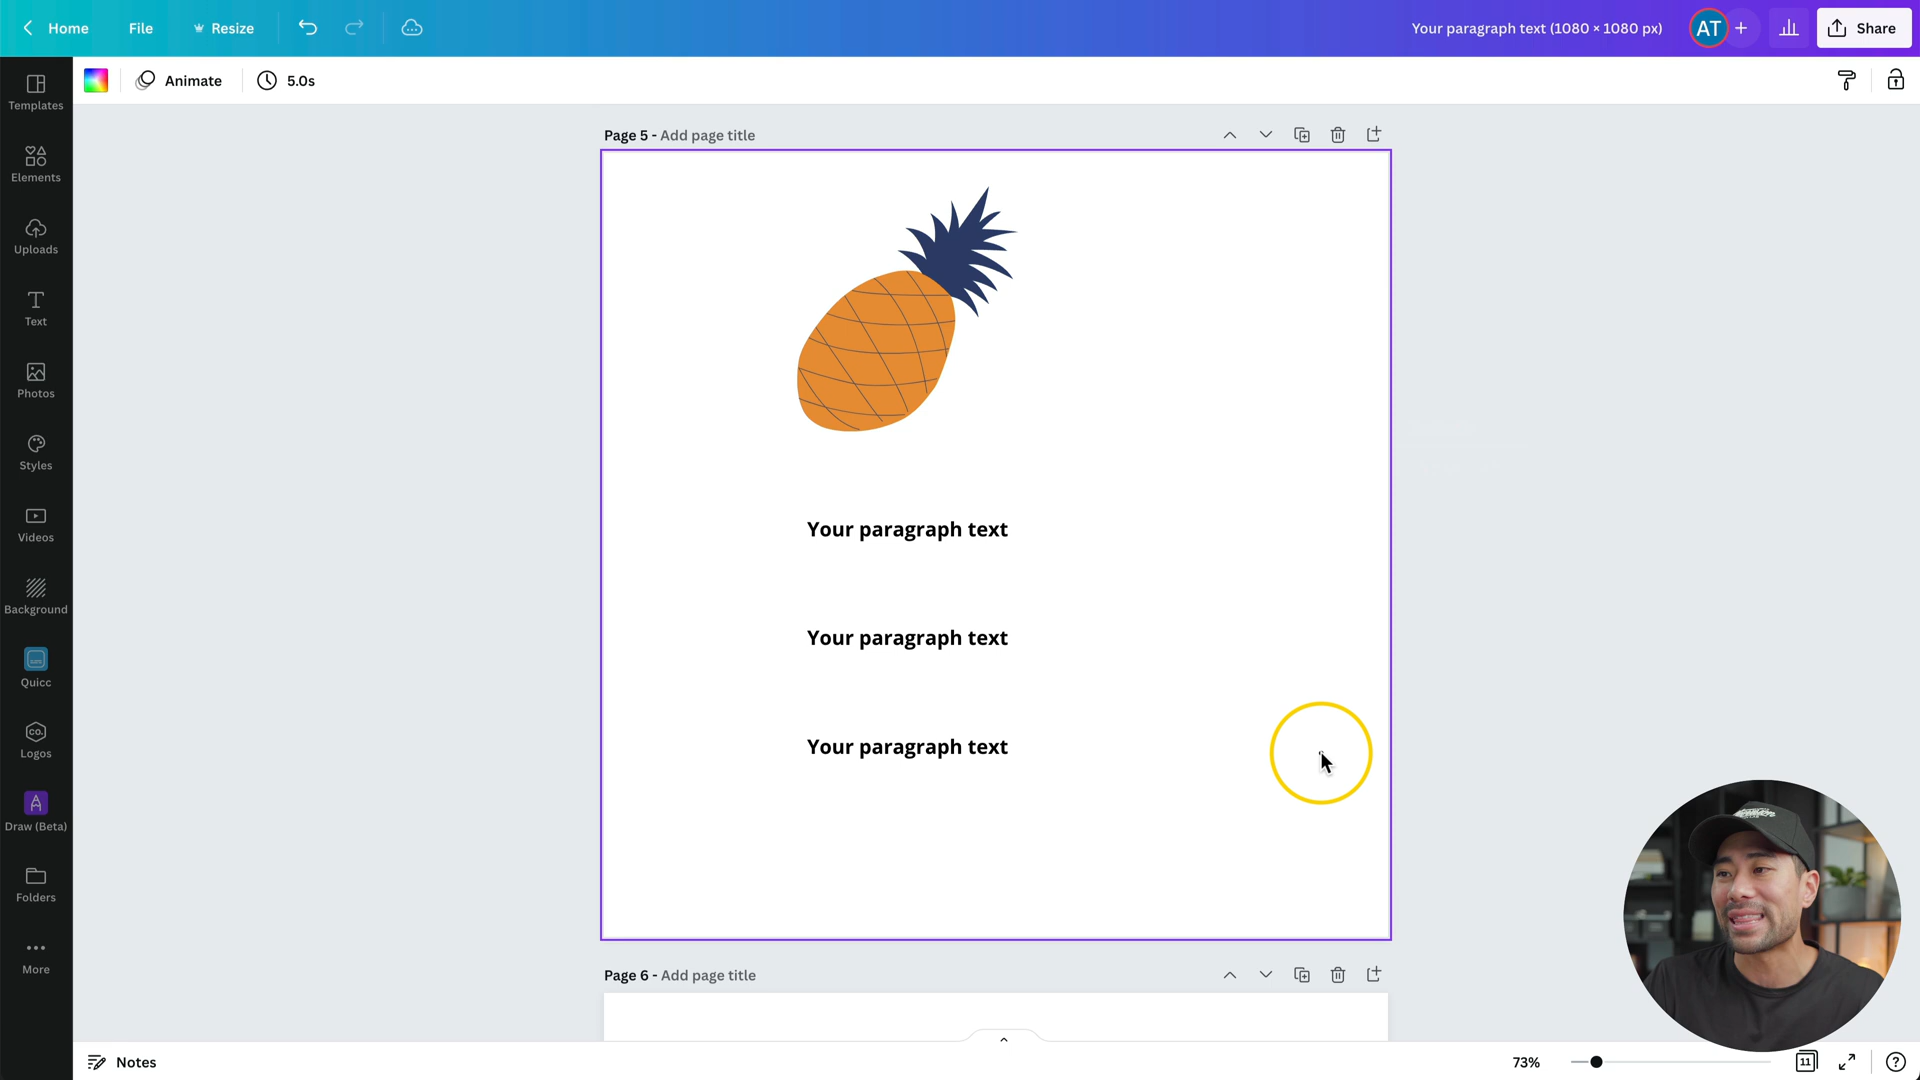 Home File Resize Your paragraph text (1080 × 1080 px) AT + Share
Animate 5.0s
Templates
Elements
Uploads
Text
Photos
Styles
Videos
Background
Quicc
CO.
Logos
Draw (Beta)
Folders
More
Page 5 - Add page title
Your paragraph text
Your paragraph text
Your paragraph text
Page 6 - Add page title
Notes 73% 11 ?